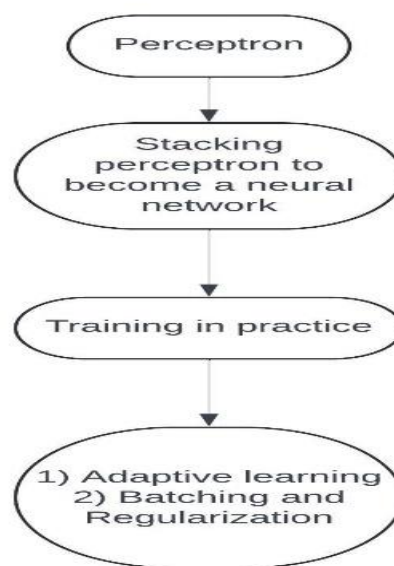 Perceptron
Stacking
perceptron to
become a neural
network
Training in practice
1) Adaptive learning
2) Batching and
Regularization